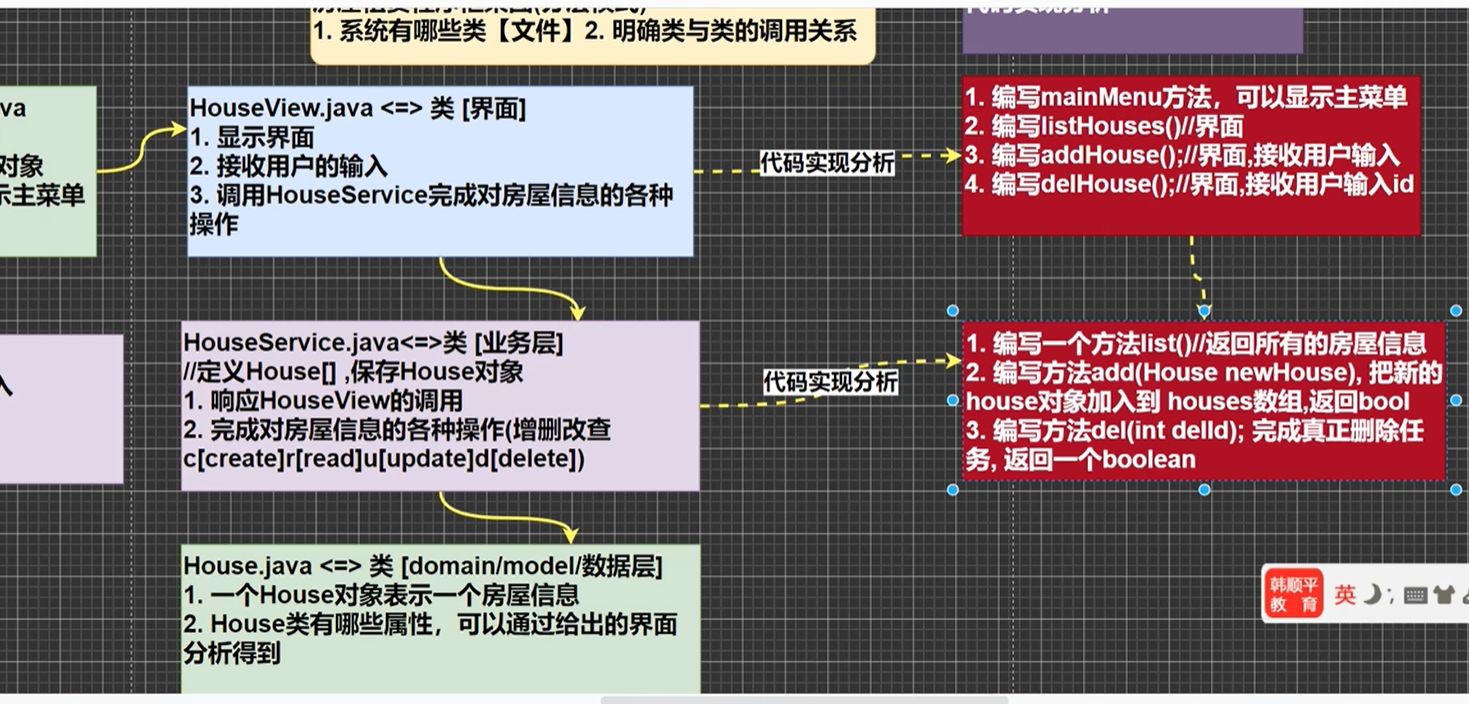 1. 系统有哪些类【文件】2. 明确类与类的调用关系
代码实现分析
va
对象
示主菜单
HouseView.java <=> 类 [界面]
1. 显示界面
2. 接收用户的输入
3. 调用HouseService完成对房屋信息的各种
操作
代码实现分析
1. 编写mainMenu方法，可以显示主菜单
2. 编写listHouses()//界面
3. 编写addHouse();//界面,接收用户输入
4. 编写delHouse();//界面,接收用户输入id
入
HouseService.java<=>类 [业务层]
//定义House[] ,保存House对象
1. 响应HouseView的调用
2. 完成对房屋信息的各种操作(增删改查
c[create]r[read]u[update]d[delete])
代码实现分析
1. 编写一个方法list()//返回所有的房屋信息
2. 编写方法add(House newHouse), 把新的
house对象加入到 houses数组,返回bool
3. 编写方法del(int delId); 完成真正删除任
务, 返回一个boolean
House.java <=> 类 [domain/model/数据层]
1. 一个House对象表示一个房屋信息
2. House类有哪些属性，可以通过给出的界面
分析得到
韩顺平
教 育
英